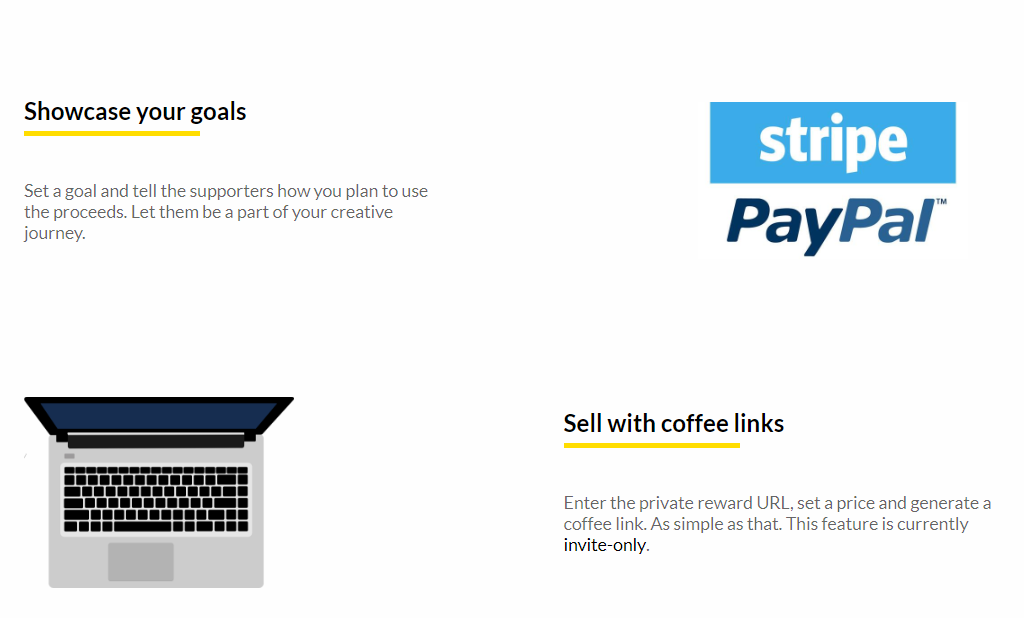 Showcase your goals
Set a goal and tell the supporters how you plan to use
the proceeds. Let them be a part of your creative
journey.
stripe
PayPal™
Sell with coffee links
Enter the private reward URL, set a price and generate a
coffee link. As simple as that. This feature is currently
invite-only.